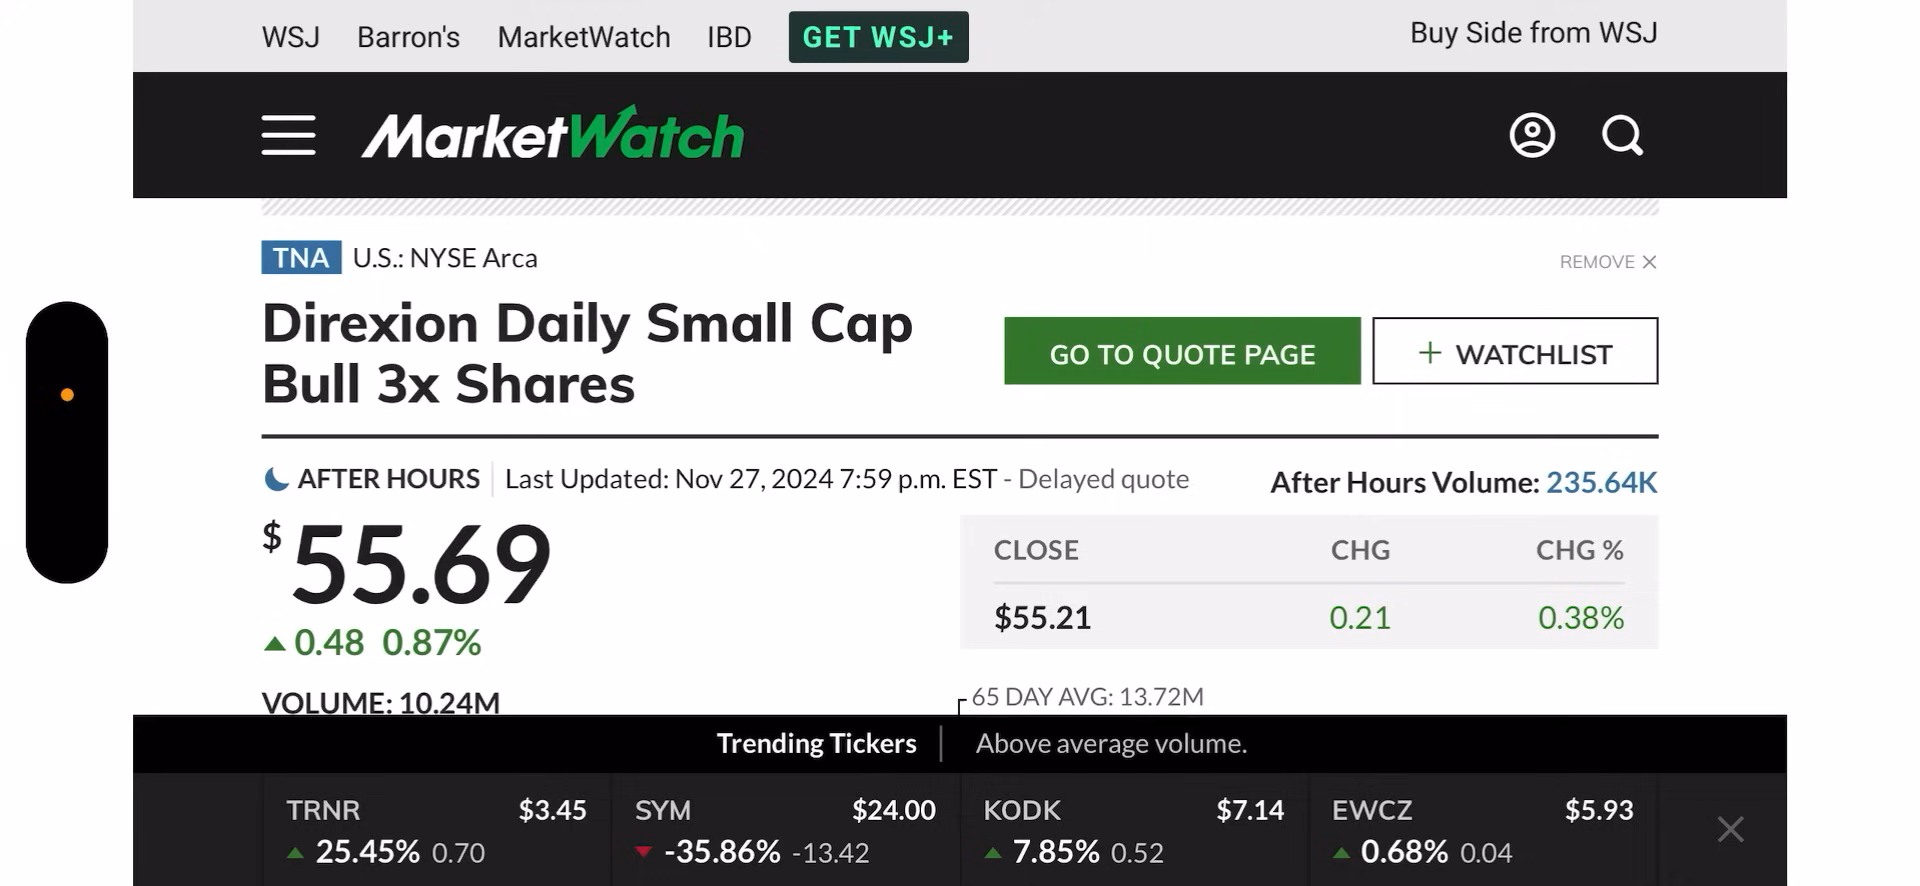 WSJ Barron's MarketWatch IBD GET WSJ+ Buy Side from WSJ
MarketWatch
TNA U.S.: NYSE Arca REMOVE
Direxion Daily Small Cap
Bull 3x Shares
GO TO QUOTE PAGE + WATCHLIST
AFTER HOURS Last Updated: Nov 27, 2024 7:59 p.m. EST - Delayed quote After Hours Volume: 235.64K
$55.69
0.48 0.87%
CLOSE CHG CHG %
$55.21 0.21 0.38%
VOLUME: 10.24M 65 DAY AVG: 13.72M
Trending Tickers Above average volume.
TRNR $3.45 SYM $24.00 KODK $7.14 EWCZ $5.93
25.45% 0.70 -35.86% -13.42 7.85% 0.52 0.68% 0.04